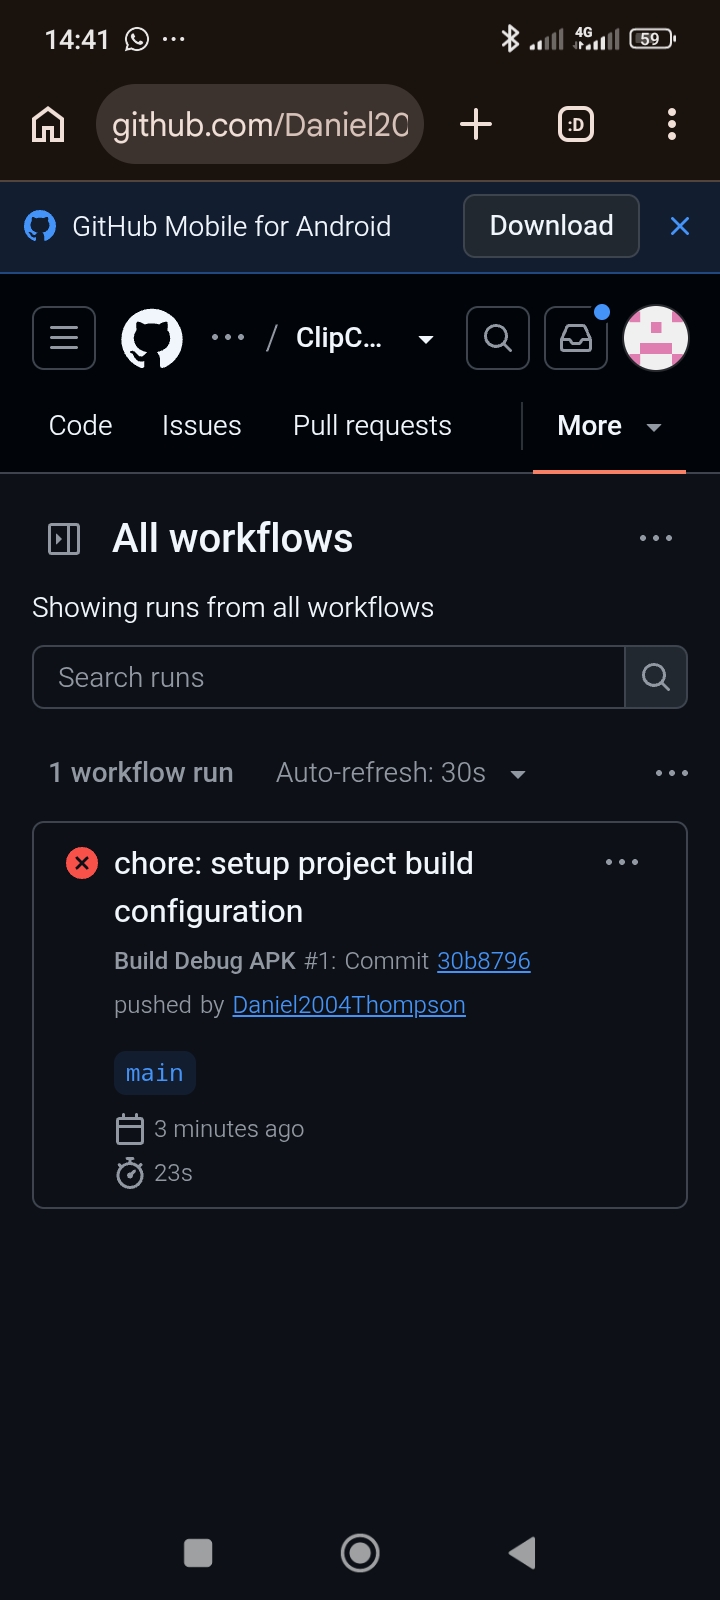 14:41
4G
59
github.com/Daniel20
:D
GitHub Mobile for Android
Download
/ ClipC...
Code
Issues
Pull requests
More
All workflows
Showing runs from all workflows
Search runs
1 workflow run
Auto-refresh: 30s
chore: setup project build
configuration
Build Debug APK #1: Commit 30b8796
pushed by Daniel2004Thompson
main
3 minutes ago
23s